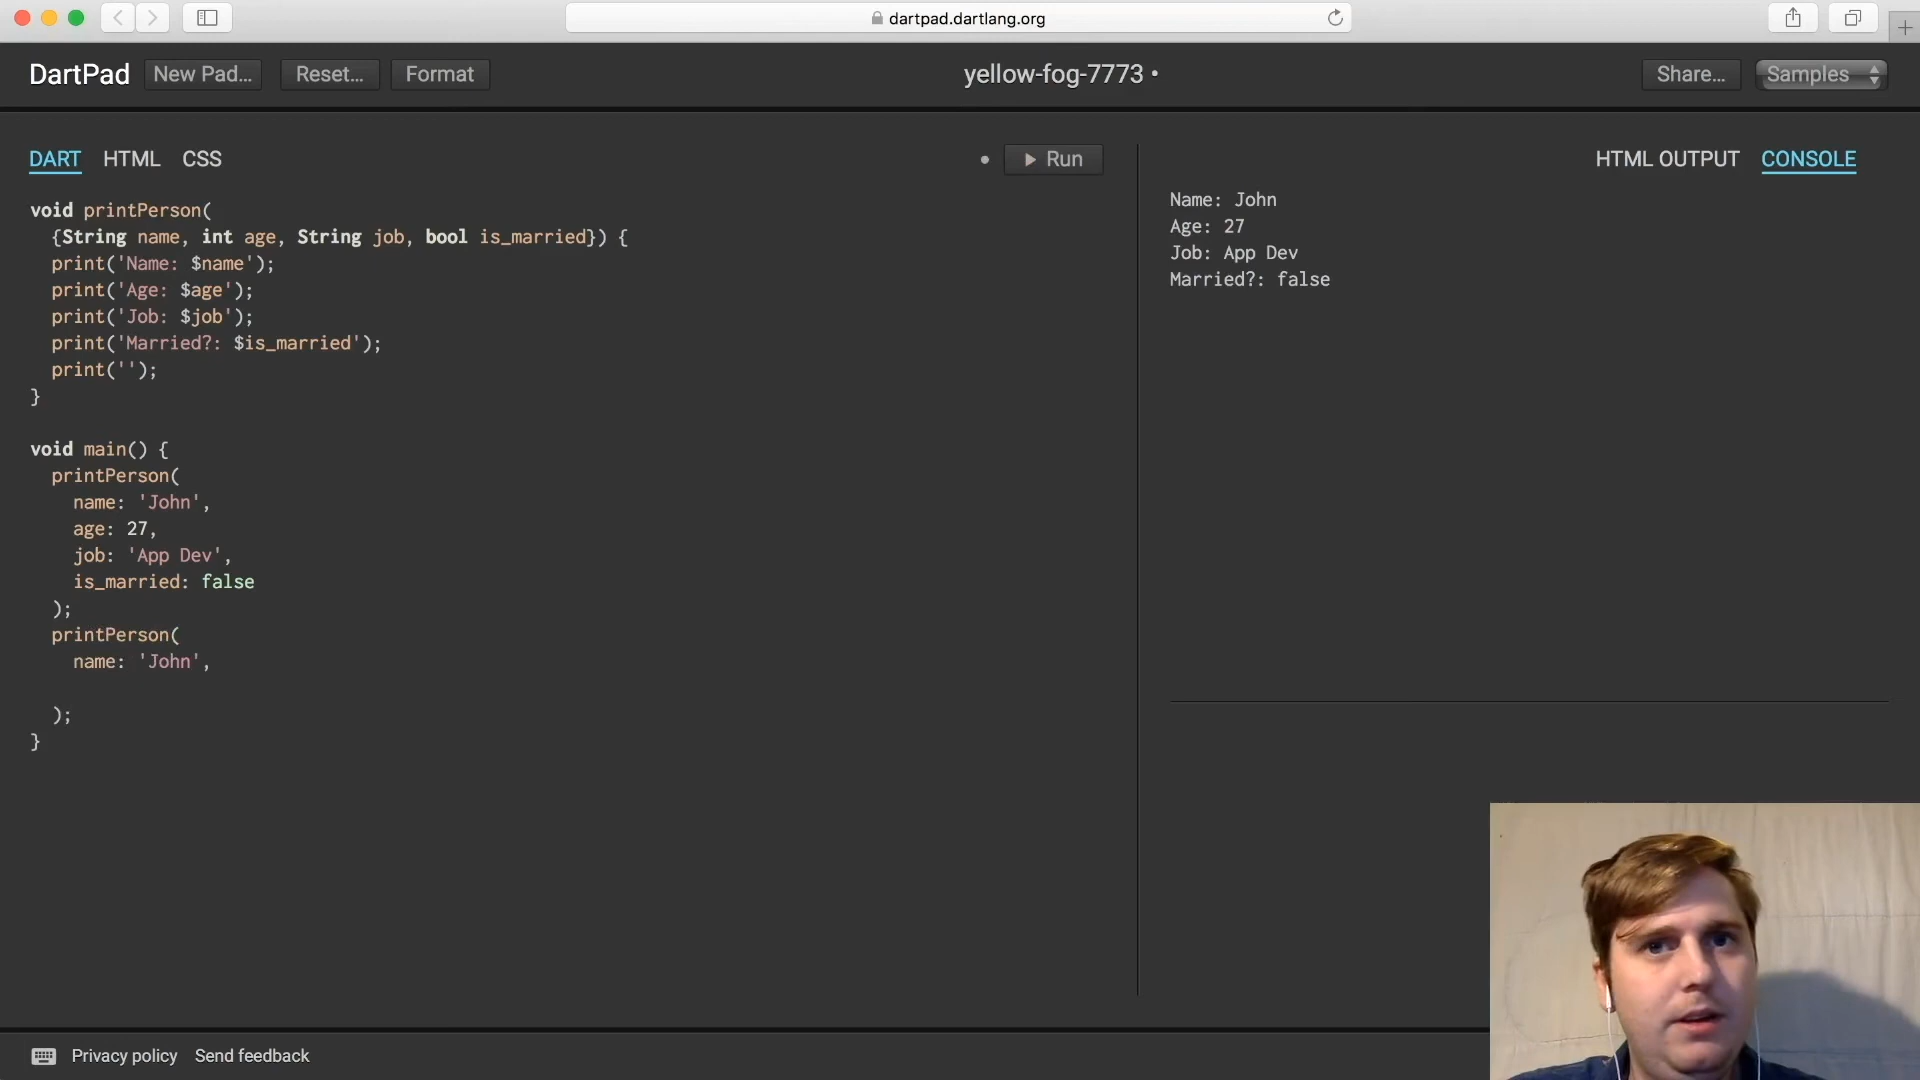 dartpad.dartlang.org
DartPad New Pad... Reset... Format yellow-fog-7773 • Share... Samples
DART HTML CSS Run HTML OUTPUT CONSOLE
void printPerson(
{String name, int age, String job, bool is_married}) {
print('Name: $name');
print('Age: $age');
print('Job: $job');
print('Married?: $is_married');
print('');
}
void main() {
printPerson(
name: 'John',
age: 27,
job: 'App Dev',
is_married: false
);
printPerson(
name: 'John',
);
}
Name: John
Age: 27
Job: App Dev
Married?: false
Privacy policy Send feedback